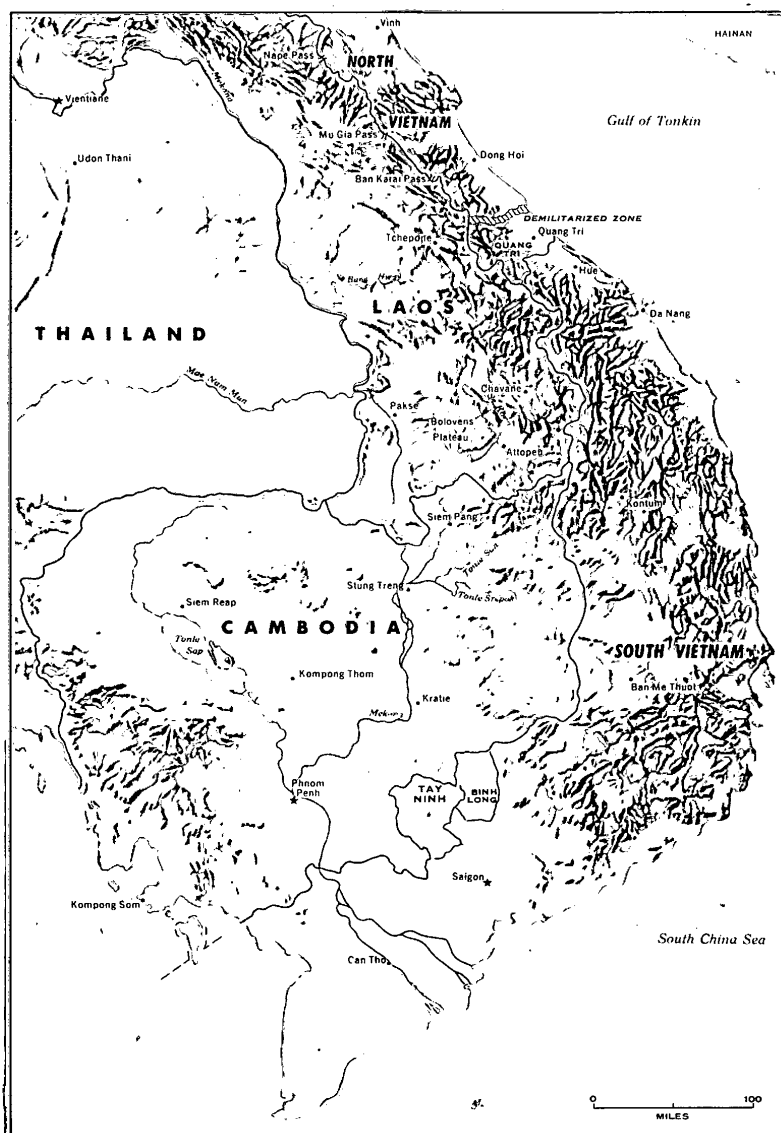 Vinh
HAINAN
Nape Pass
NORTH
VIETNAM
Mekong
Vientiane
Gulf of Tonkin
Mu Gia Pass
Udon Thani
Dong Hoi
Ban Karai Pass
DEMILITARIZED ZONE
Quang Tri
Tchepone
QUANG
TRI
Hue
LAOS
Da Nang
THAILAND
Mae Nam Mun
Chavane
Pakse
Bolovens
Plateau
Attopeu
Kontum
Siem Pang
Tonle San
Stung Treng
Tonle Srepok
Siem Reap
CAMBODIA
Tonle
Sap
SOUTH VIETNAM
Kompong Thom
Ban Me Thuot
Kratie
Mekong
Phnom
Penh
TAY
NINH
BINH
LONG
Saigon
Kompong Som
South China Sea
Can Tho
0 100
MILES